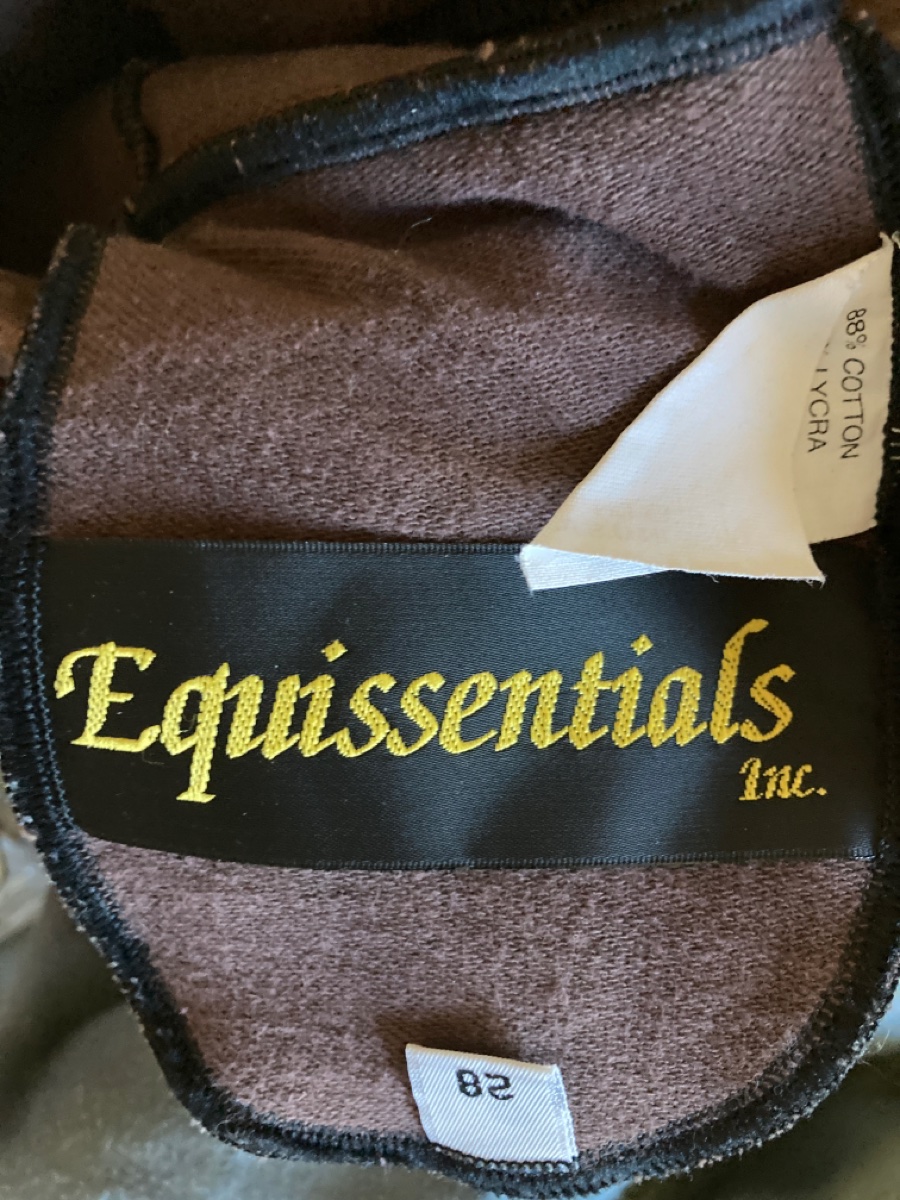 88% COTTON
LYCRA
Equissentials
Inc.
28